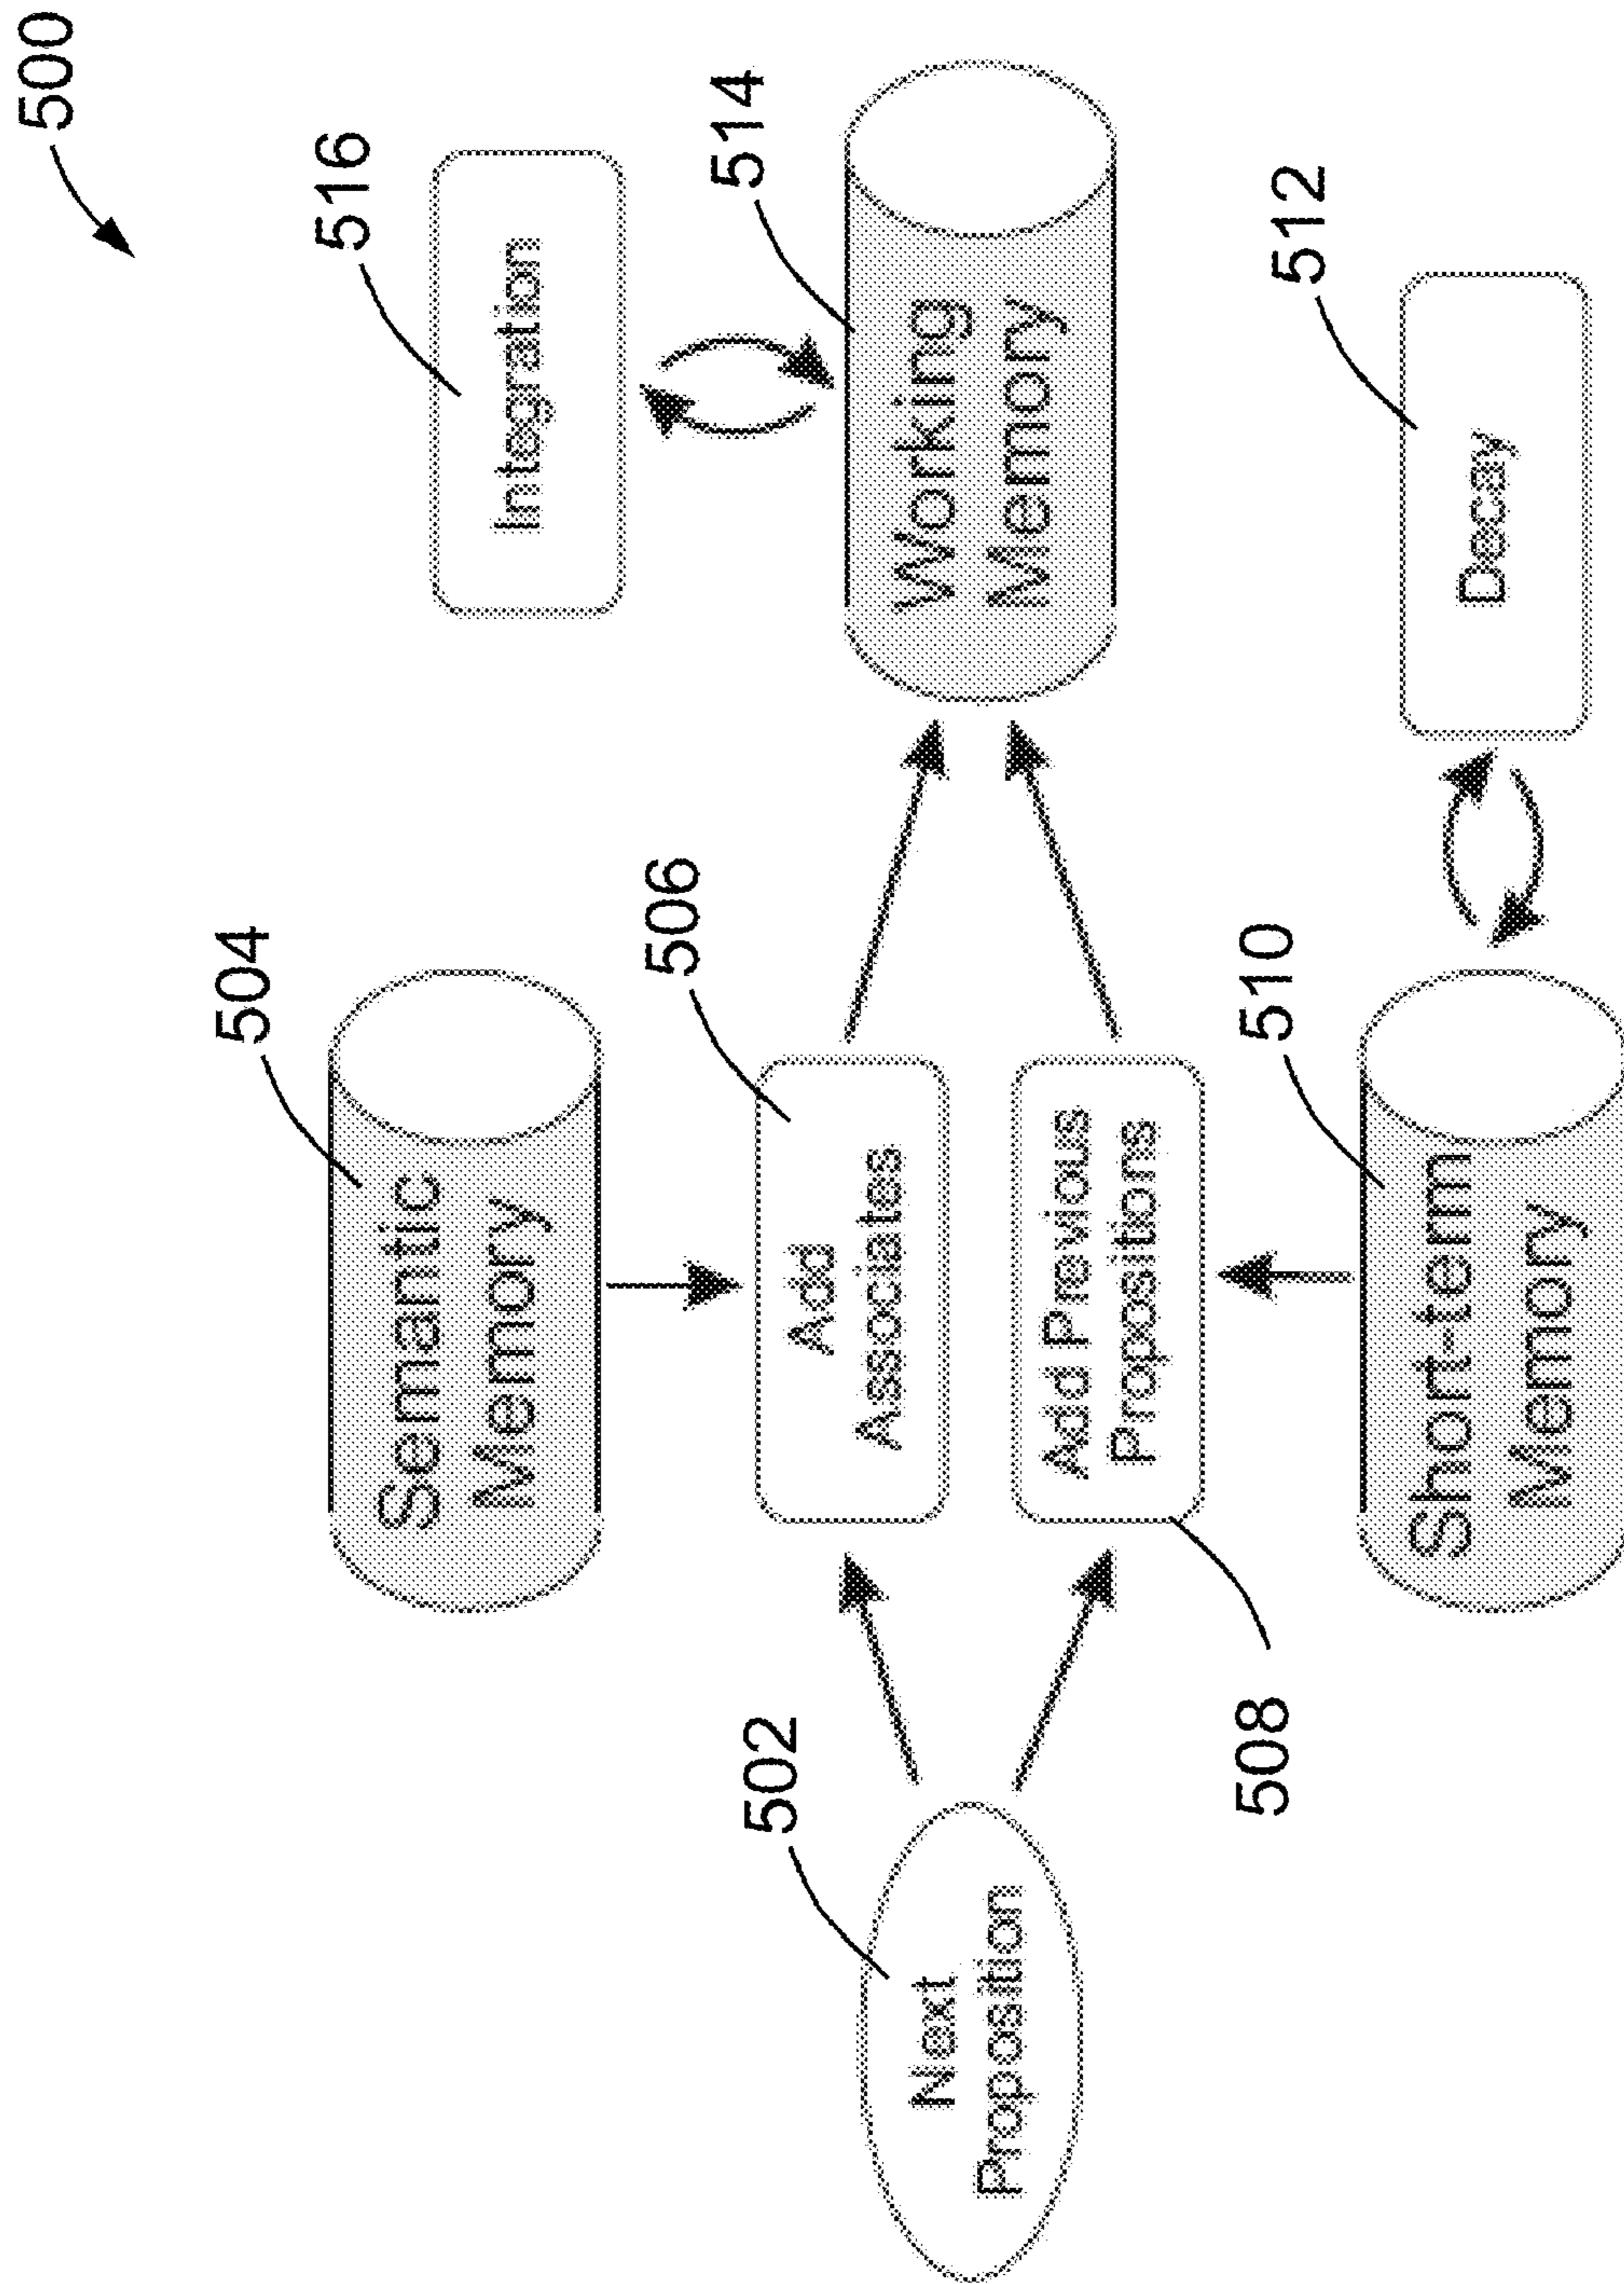 500
516
Integration
514
Working
Memory
512
Decay
504
Semantic
Memory
506
Add
Associates
Add Previous
Propositions
508
510
Short-term
Memory
502
Next
Proposition